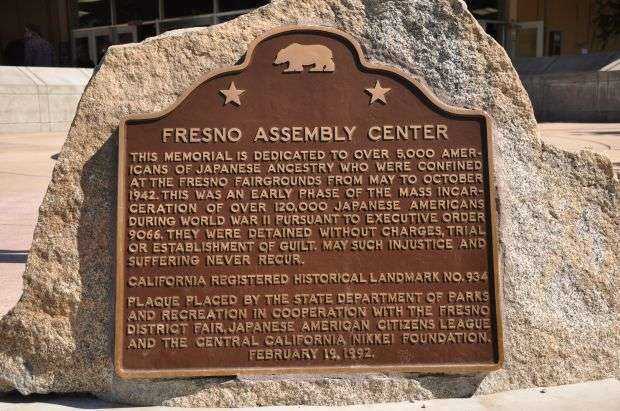 FRESNO ASSEMBLY CENTER
THIS MEMORIAL IS DEDICATED TO OVER 5,000 AMER-
ICANS OF JAPANESE ANCESTRY WHO WERE CONFINED
AT THE FRESNO FAIRGROUNDS FROM MAY TO OCTOBER
1942. THIS WAS AN EARLY PHASE OF THE MASS INCAR-
CERATION OF OVER 120,000 JAPANESE AMERICANS
DURING WORLD WAR II PURSUANT TO EXECUTIVE ORDER
9066. THEY WERE DETAINED WITHOUT CHARGES, TRIAL
OR ESTABLISHMENT OF GUILT. MAY SUCH INJUSTICE AND
SUFFERING NEVER RECUR.
CALIFORNIA REGISTERED HISTORICAL LANDMARK NO. 934
PLAQUE PLACED BY THE STATE DEPARTMENT OF PARKS
AND RECREATION IN COOPERATION WITH THE FRESNO
DISTRICT FAIR, JAPANESE AMERICAN CITIZENS LEAGUE
AND THE CENTRAL CALIFORNIA NIKKEI FOUNDATION.
FEBRUARY 19, 1992.